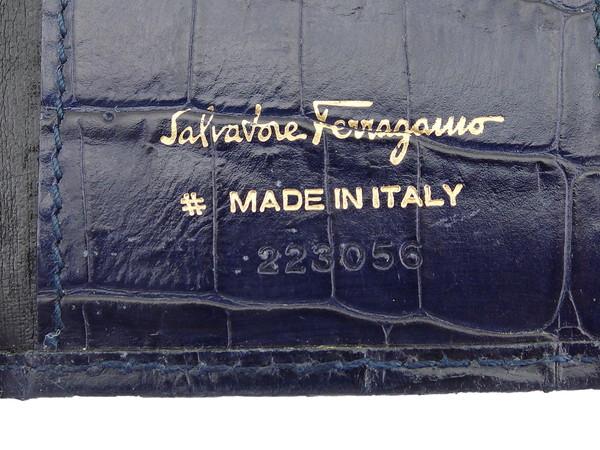 Salvatore Ferragamo
# MADE IN ITALY
223056